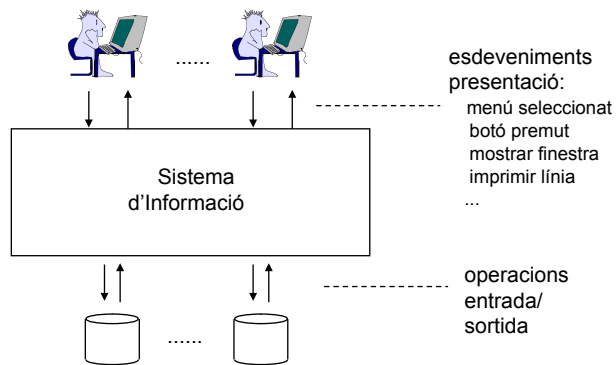 ......
esdeveniments
presentació:
menú seleccionat
botó premut
mostrar finestra
imprimir línia
...
Sistema
d'Informació
operacions
entrada/
sortida
......